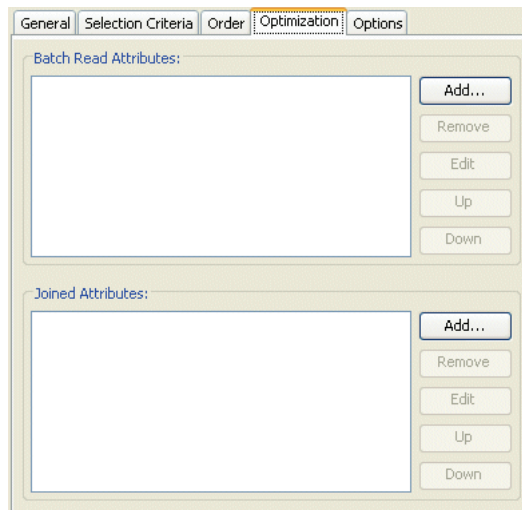 General Selection Criteria Order Optimization Options
Batch Read Attributes:
Add...
Remove
Edit
Up
Down
Joined Attributes:
Add...
Remove
Edit
Up
Down